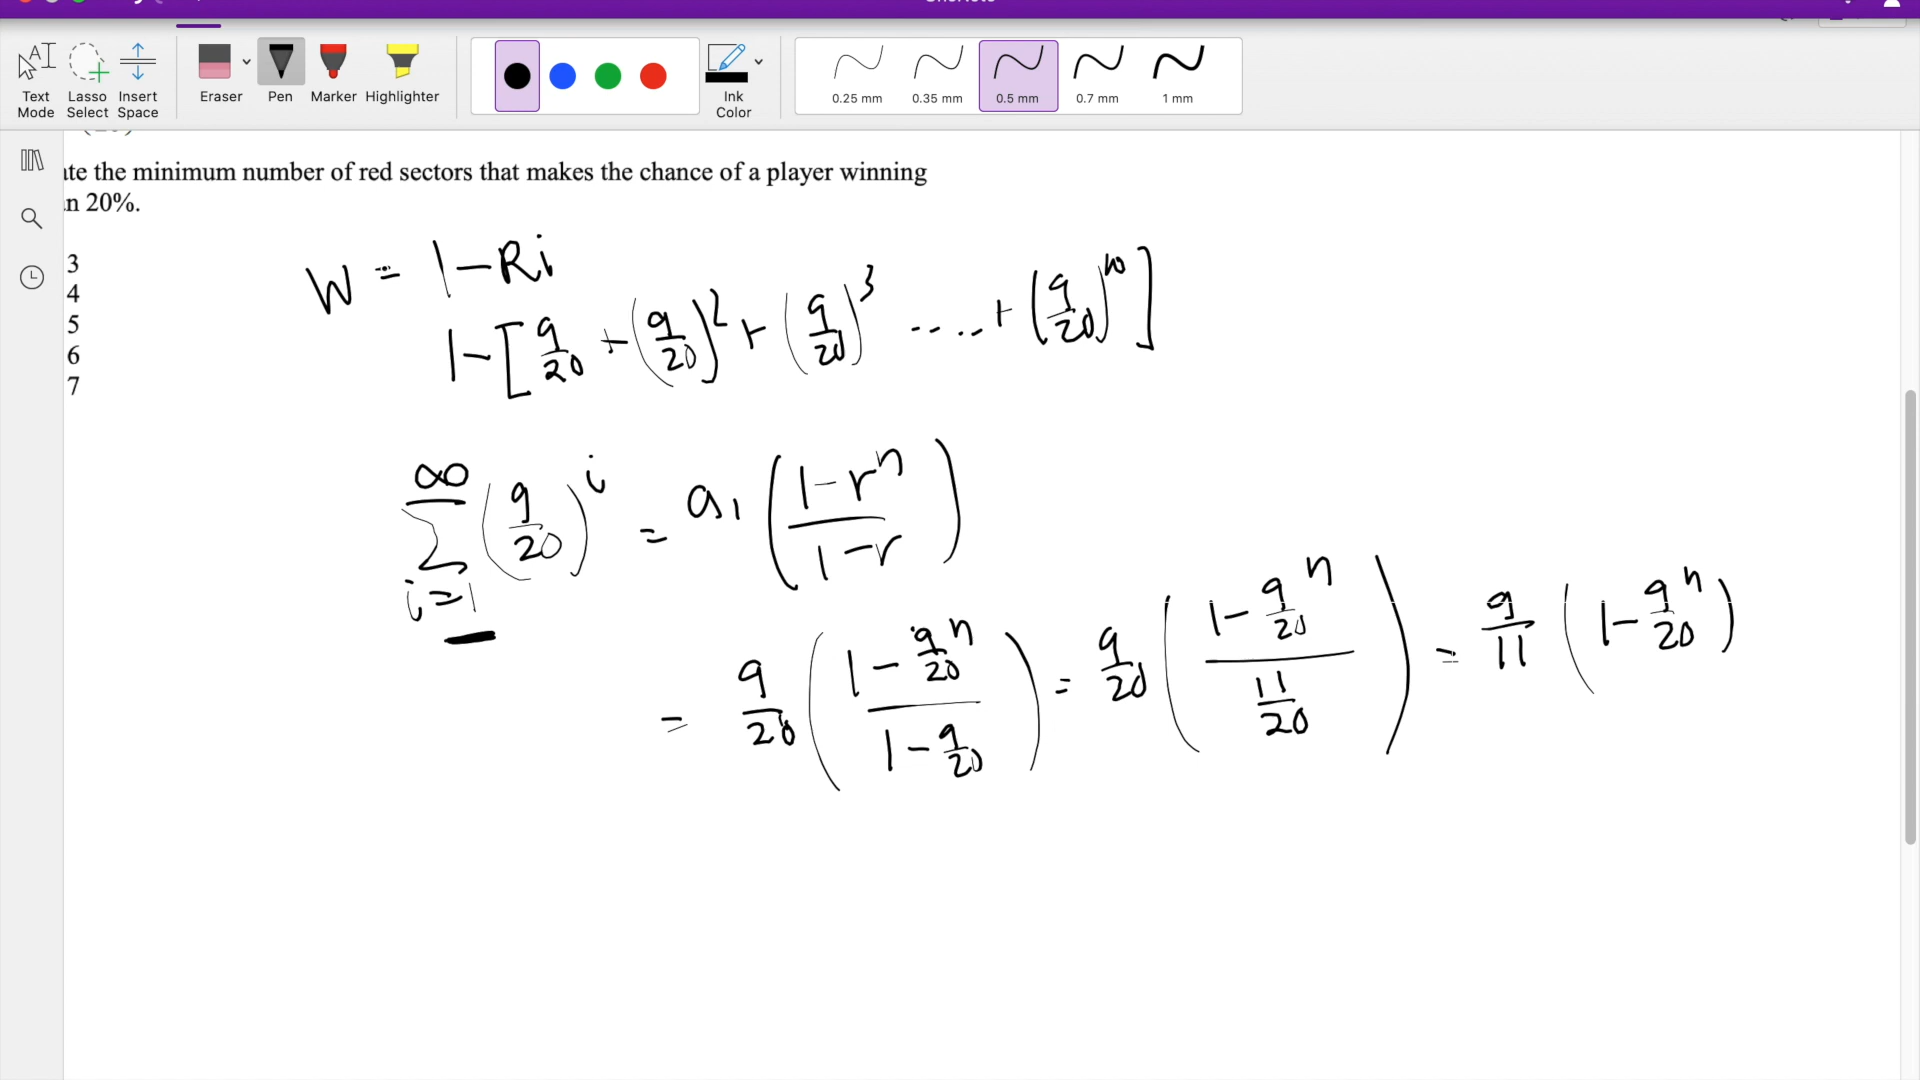 Text Mode
Lasso Select
Insert Space
Eraser
Pen
Marker
Highlighter
Ink Color
0.25 mm
0.35 mm
0.5 mm
0.7 mm
1 mm
ate the minimum number of red sectors that makes the chance of a player winning
n 20%.
3
4
5
6
7
W = 1 - Ri
1 - [9/20 + (9/20)^2 + (9/20)^3 ..... + (9/20)^10]
∞∑i=1 (9/20)^i = a1 ((1 - r^n)/(1 - r))
= 9/20 ((1 - 9/20^n)/(1 - 9/20)) = 9/20 ((1 - 9/20^n)/(11/20)) = 9/11 (1 - 9/20^n)